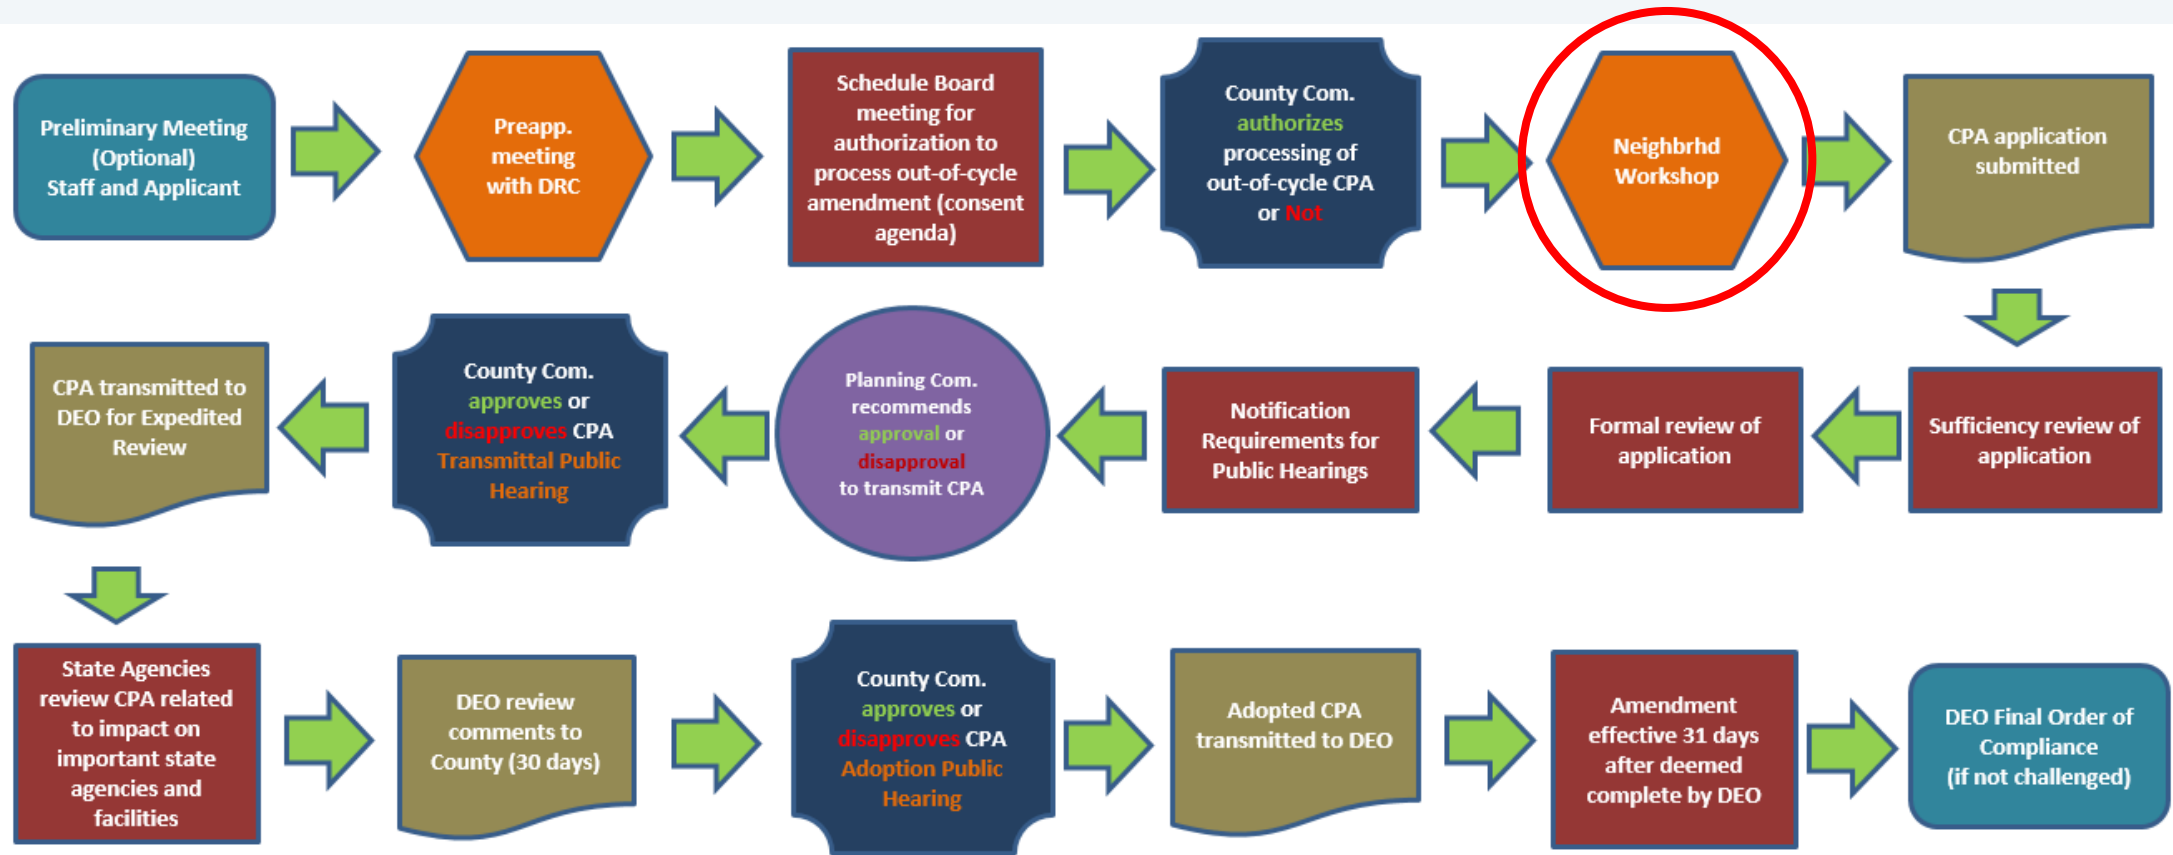 Preliminary Meeting
(Optional)
Staff and Applicant
Preapp.
meeting
with DRC
Schedule Board
meeting for
authorization to
process out-of-cycle
amendment (consent
agenda)
County Com.
authorizes
processing of
out-of-cycle CPA
or Not
Neighbrhd
Workshop
CPA application
submitted
Sufficiency review of
application
Formal review of
application
Notification
Requirements for
Public Hearings
Planning Com.
recommends
approval or
disapproval
to transmit CPA
County Com.
approves or
disapproves CPA
Transmittal Public
Hearing
CPA transmitted to
DEO for Expedited
Review
State Agencies
review CPA related
to impact on
important state
agencies and
facilities
DEO review
comments to
County (30 days)
County Com.
approves or
disapproves CPA
Adoption Public
Hearing
Adopted CPA
transmitted to DEO
Amendment
effective 31 days
after deemed
complete by DEO
DEO Final Order of
Compliance
(if not challenged)